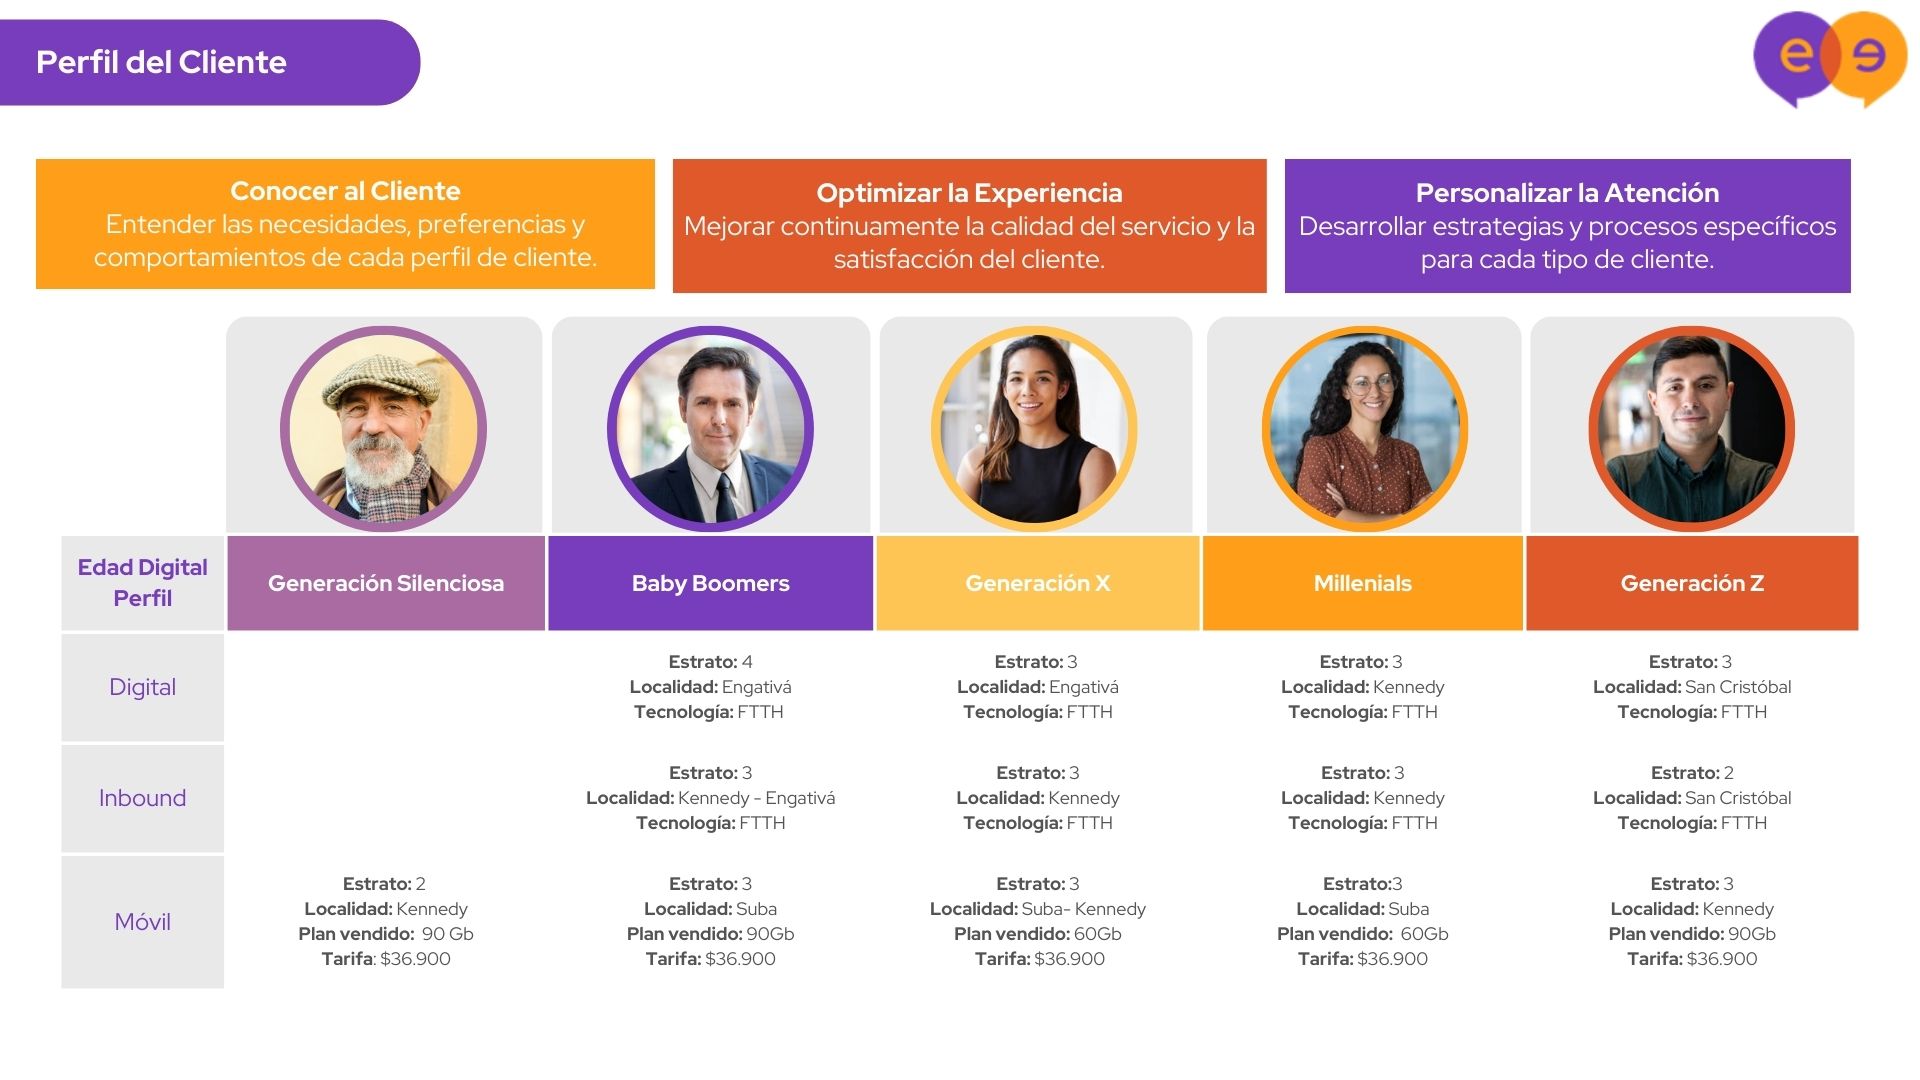 Perfil del Cliente
Conocer al Cliente
Entender las necesidades, preferencias y
comportamientos de cada perfil de cliente.
Optimizar la Experiencia
Mejorar continuamente la calidad del servicio y la
satisfacción del cliente.
Personalizar la Atención
Desarrollar estrategias y procesos específicos
para cada tipo de cliente.
Edad Digital
Perfil
Generación Silenciosa
Baby Boomers
Generación X
Millenials
Generación Z
Digital
Estrato: 4
Localidad: Engativá
Tecnología: FTTH
Estrato: 3
Localidad: Engativá
Tecnología: FTTH
Estrato: 3
Localidad: Kennedy
Tecnología: FTTH
Estrato: 3
Localidad: San Cristóbal
Tecnología: FTTH
Inbound
Estrato: 3
Localidad: Kennedy - Engativá
Tecnología: FTTH
Estrato: 3
Localidad: Kennedy
Tecnología: FTTH
Estrato: 3
Localidad: Kennedy
Tecnología: FTTH
Estrato: 2
Localidad: San Cristóbal
Tecnología: FTTH
Móvil
Estrato: 2
Localidad: Kennedy
Plan vendido: 90 Gb
Tarifa: $36.900
Estrato: 3
Localidad: Suba
Plan vendido: 90Gb
Tarifa: $36.900
Estrato: 3
Localidad: Suba- Kennedy
Plan vendido: 60Gb
Tarifa: $36.900
Estrato:3
Localidad: Suba
Plan vendido: 60Gb
Tarifa: $36.900
Estrato: 3
Localidad: Kennedy
Plan vendido: 90Gb
Tarifa: $36.900